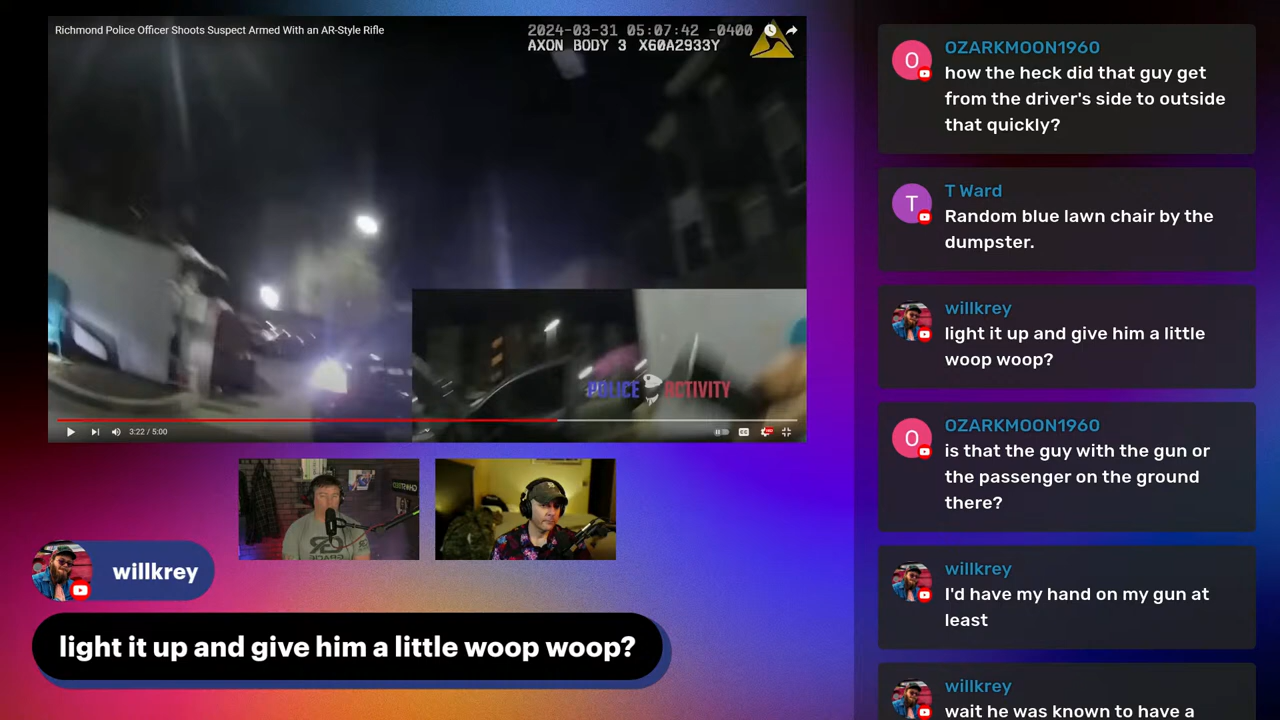 Richmond Police Officer Shoots Suspect Armed With an AR-Style Rifle
2024-03-31 05:07:42 -0400
AXON BODY 3 X60A2933Y
POLICE ACTIVITY
3:22 / 5:00
CC
willkrey
light it up and give him a little woop woop?
O
OZARKMOON1960
how the heck did that guy get
from the driver's side to outside
that quickly?
T
T Ward
Random blue lawn chair by the
dumpster.
willkrey
light it up and give him a little
woop woop?
O
OZARKMOON1960
is that the guy with the gun or
the passenger on the ground
there?
willkrey
I'd have my hand on my gun at
least
willkrey
wait he was known to have a